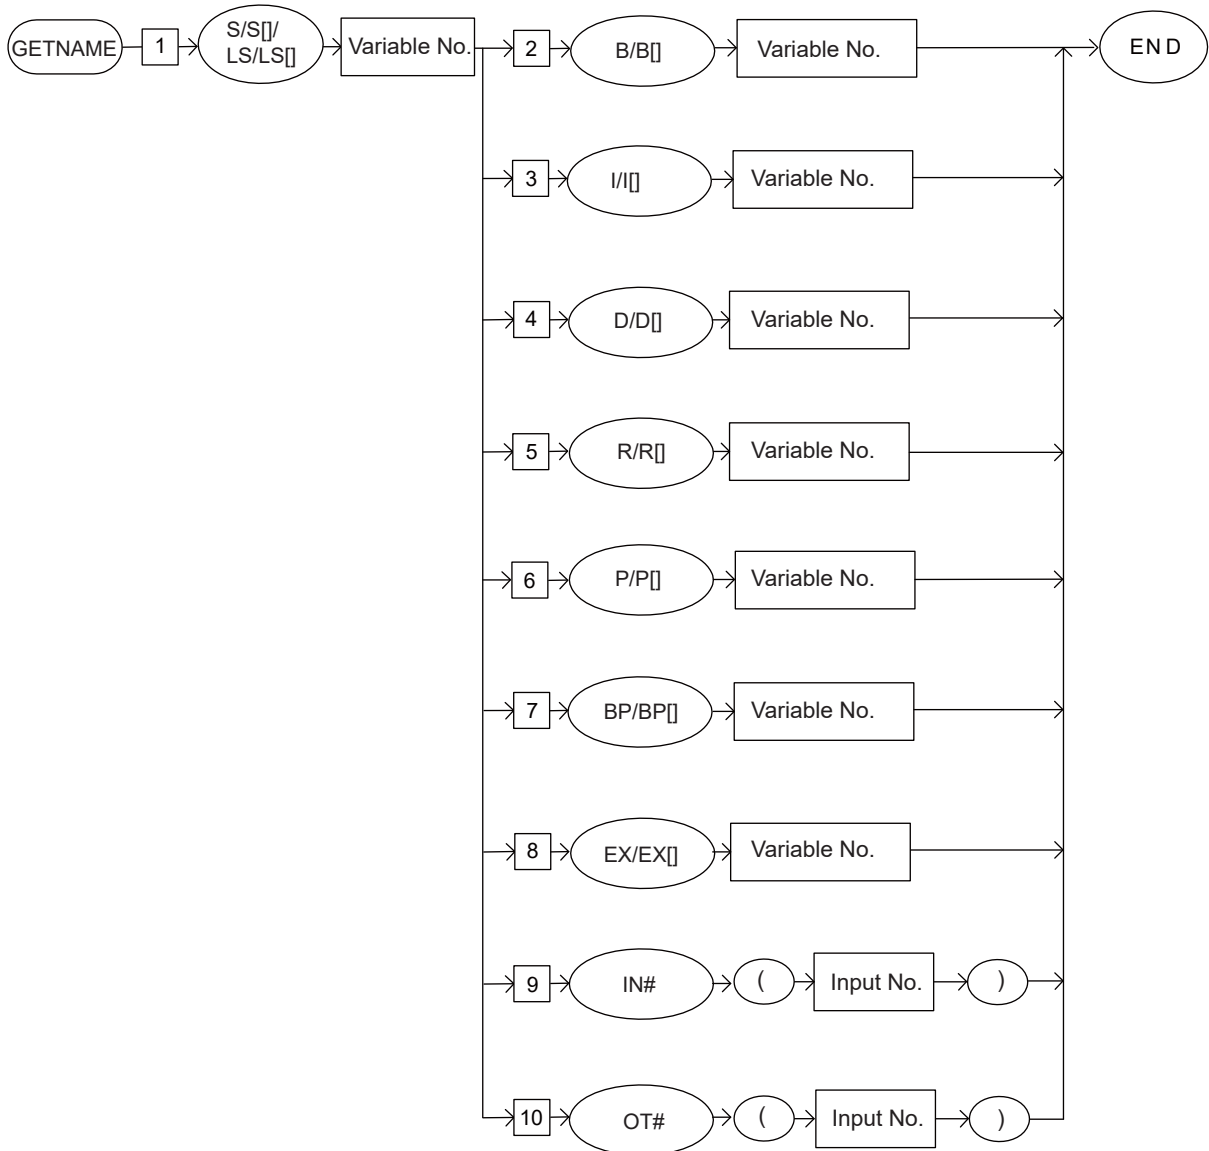 GETNAME 1 S/S[]/
LS/LS[] Variable No. 2 B/B[] Variable No. END
3 I/I[] Variable No.
4 D/D[] Variable No.
5 R/R[] Variable No.
6 P/P[] Variable No.
7 BP/BP[] Variable No.
8 EX/EX[] Variable No.
9 IN# ( Input No. )
10 OT# ( Input No. )